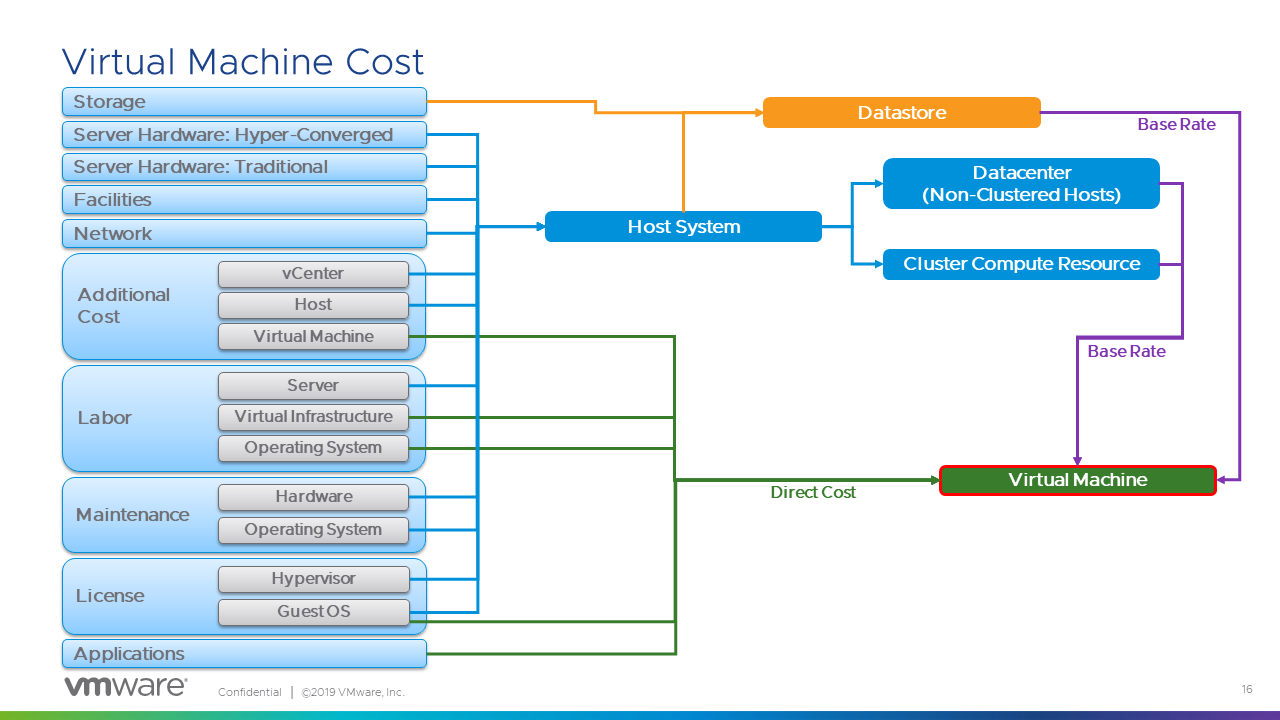 Virtual Machine Cost
Storage
Server Hardware: Hyper-Converged
Server Hardware: Traditional
Facilities
Network
Additional
Cost
vCenter
Host
Virtual Machine
Labor
Server
Virtual Infrastructure
Operating System
Maintenance
Hardware
Operating System
License
Hypervisor
Guest OS
Applications
Host System
Datastore
Base Rate
Datacenter
(Non-Clustered Hosts)
Cluster Compute Resource
Base Rate
Direct Cost
Virtual Machine
vmware®
Confidential | ©2019 VMware, Inc.
16